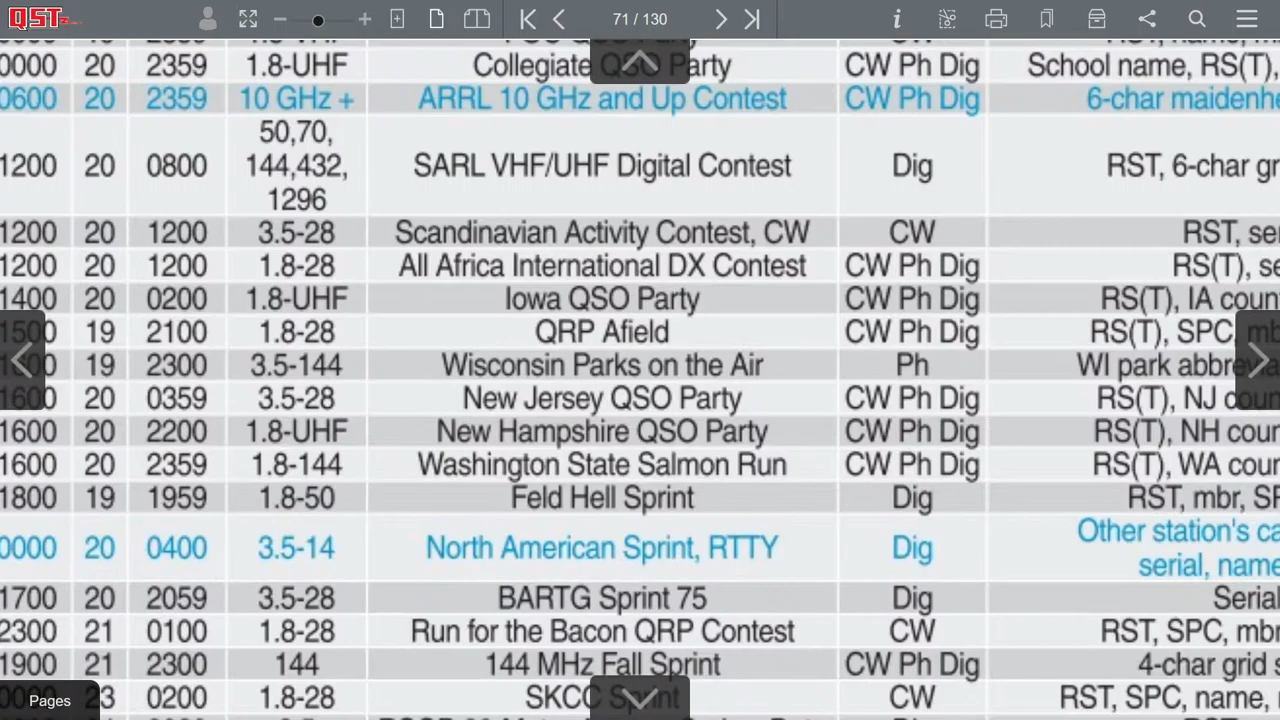 QST
71 / 130
0000 20 2359 1.8-UHF Collegiate QSO Party CW Ph Dig School name, RS(T),
0600 20 2359 10 GHz + ARRL 10 GHz and Up Contest CW Ph Dig 6-char maidenhe
50,70,
1200 20 0800 144,432, SARL VHF/UHF Digital Contest Dig RST, 6-char gr
1296
1200 20 1200 3.5-28 Scandinavian Activity Contest, CW CW RST, se
1200 20 1200 1.8-28 All Africa International DX Contest CW Ph Dig RS(T), se
1400 20 0200 1.8-UHF Iowa QSO Party CW Ph Dig RS(T), IA coun
1500 19 2100 1.8-28 QRP Afield CW Ph Dig RS(T), SPC,
19 2300 3.5-144 Wisconsin Parks on the Air Ph WI park abbrev
1600 20 0359 3.5-28 New Jersey QSO Party CW Ph Dig RS(T), NJ
1600 20 2200 1.8-UHF New Hampshire QSO Party CW Ph Dig RS(T), NH cour
1600 20 2359 1.8-144 Washington State Salmon Run CW Ph Dig RS(T), WA cour
1800 19 1959 1.8-50 Feld Hell Sprint Dig RST, mbr, SF
Other station's ca
0000 20 0400 3.5-14 North American Sprint, RTTY Dig
serial, name
1700 20 2059 3.5-28 BARTG Sprint 75 Dig Serial
2300 21 0100 1.8-28 Run for the Bacon QRP Contest CW RST, SPC, mbr
1900 21 2300 144 144 MHz Fall Sprint CW Ph Dig 4-char grid s
Pages 23 0200 1.8-28 SKCC Sprint CW RST, SPC, name,